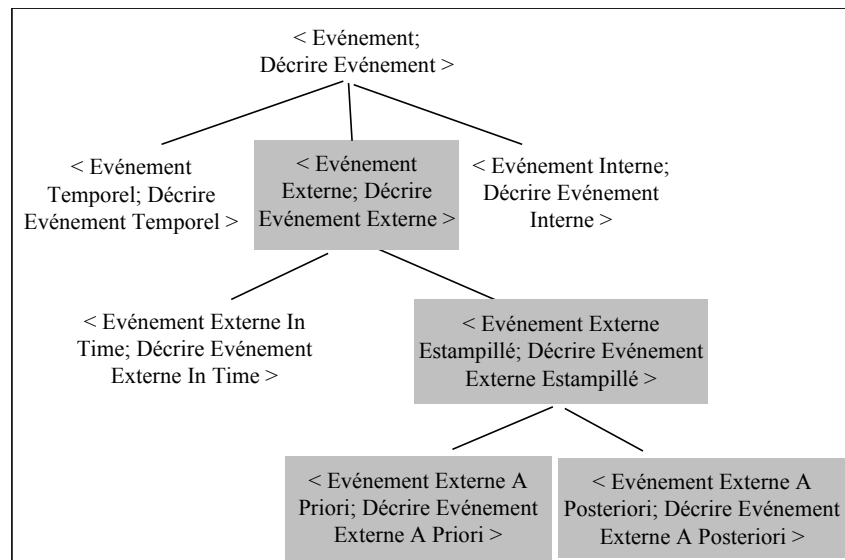 < Evénement;
Décrire Evénement >
< Evénement
Temporel; Décrire
Evénement Temporel >
< Evénement
Externe; Décrire
Evénement Externe >
< Evénement Interne;
Décrire Evénement
Interne >
< Evénement Externe In
Time; Décrire Evénement
Externe In Time >
< Evénement Externe
Estampillé; Décrire Evénement
Externe Estampillé >
< Evénement Externe A
Priori; Décrire Evénement
Externe A Priori >
< Evénement Externe A
Posteriori; Décrire Evénement
Externe A Posteriori >